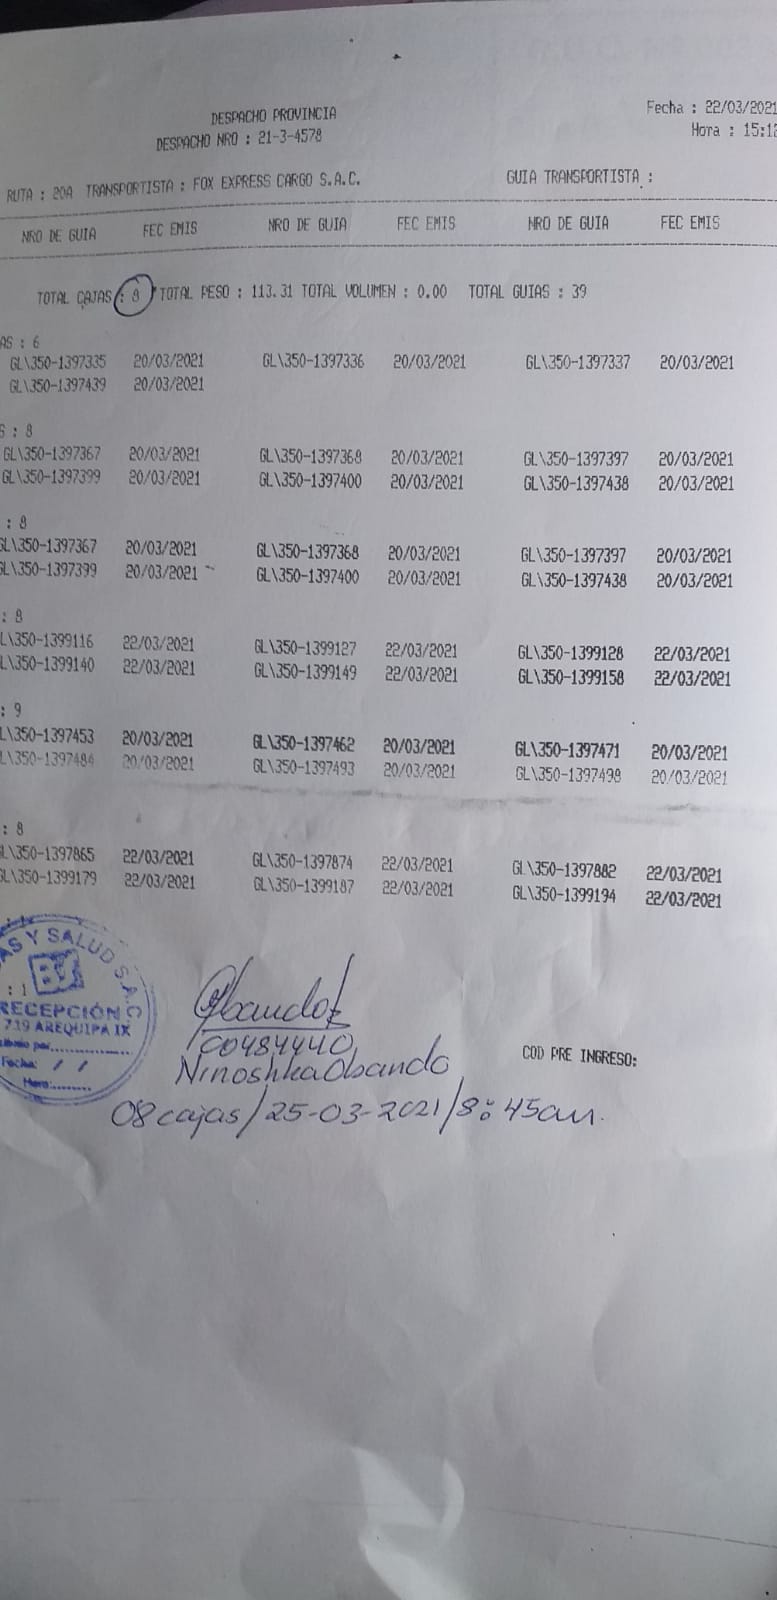 DESPACHO PROVINCIA
Fecha : 22/03/2021
DESPACHO NRO : 21-3-4578
Hora : 15:12
RUTA : 20A TRANSPORTISTA : FOX EXPRESS CARGO S.A.C. GUIA TRANSPORTISTA :
NRO DE GUIA FEC EMIS NRO DE GUIA FEC EMIS NRO DE GUIA FEC EMIS
TOTAL CAJAS : 8 TOTAL PESO : 113.31 TOTAL VOLUMEN : 0.00 TOTAL GUIAS : 39
AS : 6
GL\350-1397335 20/03/2021 GL\350-1397336 20/03/2021 GL\350-1397337 20/03/2021
GL\350-1397439 20/03/2021
S : 8
GL\350-1397367 20/03/2021 GL\350-1397368 20/03/2021 GL\350-1397397 20/03/2021
GL\350-1397399 20/03/2021 GL\350-1397400 20/03/2021 GL\350-1397438 20/03/2021
: 8
GL\350-1397367 20/03/2021 GL\350-1397368 20/03/2021 GL\350-1397397 20/03/2021
GL\350-1397399 20/03/2021 GL\350-1397400 20/03/2021 GL\350-1397438 20/03/2021
: 8
L\350-1399116 22/03/2021 GL\350-1399127 22/03/2021 GL\350-1399128 22/03/2021
L\350-1399140 22/03/2021 GL\350-1399149 22/03/2021 GL\350-1399158 22/03/2021
: 9
L\350-1397453 20/03/2021 GL\350-1397462 20/03/2021 GL\350-1397471 20/03/2021
L\350-1397484 20/03/2021 GL\350-1397493 20/03/2021 GL\350-1397498 20/03/2021
: 8
GL\350-1397865 22/03/2021 GL\350-1397874 22/03/2021 GL\350-1397882 22/03/2021
GL\350-1399179 22/03/2021 GL\350-1399187 22/03/2021 GL\350-1399194 22/03/2021
AS Y SALUD S.A.C
: 1
RECEPCIÓN
719 AREQUIPA IX
por:
Fecha: / /
Hora:
Obando
00484440
Ninoshka Obando
COD PRE INGRESO:
08 cajas/25-03-2021/8:45am.